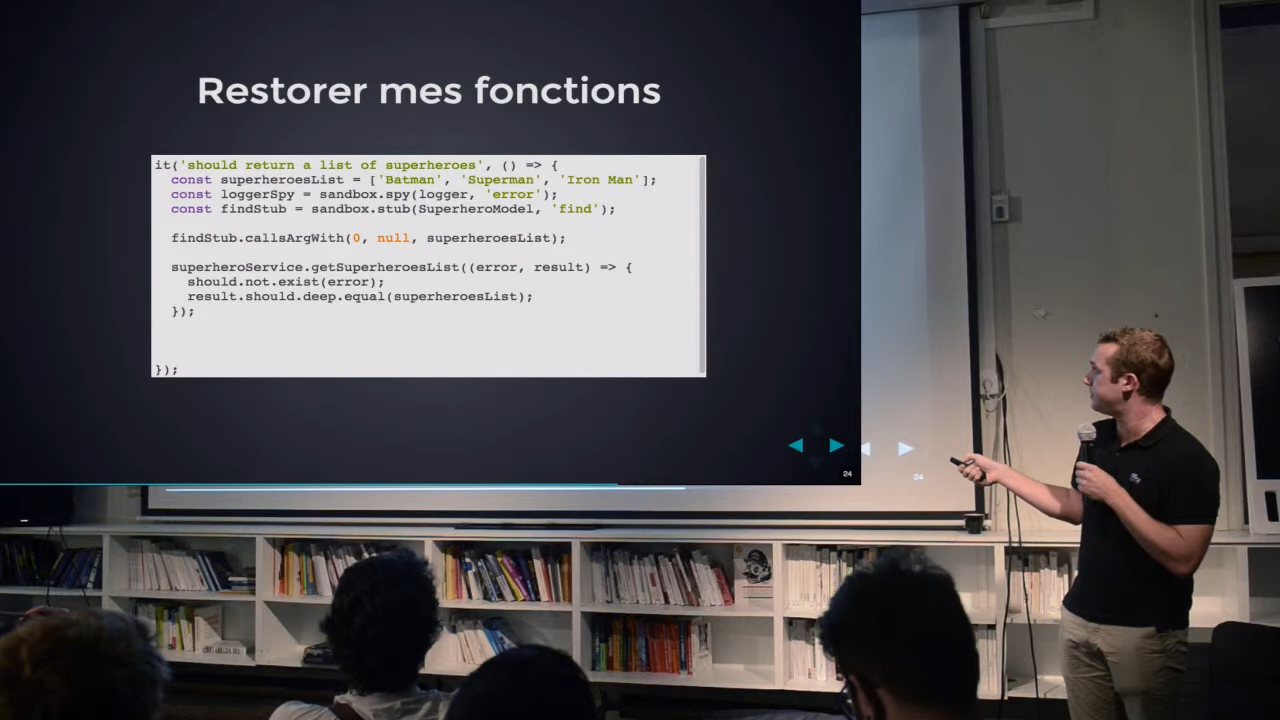 Restorer mes fonctions
it('should return a list of superheroes', () => {
const superheroesList = ['Batman', 'Superman', 'Iron Man'];
const loggerSpy = sandbox.spy(logger, 'error');
const findStub = sandbox.stub(SuperheroModel, 'find');
findStub.callsArgWith(0, null, superheroesList);
superheroService.getSuperheroesList((error, result) => {
should.not.exist(error);
result.should.deep.equal(superheroesList);
});
});
24
24